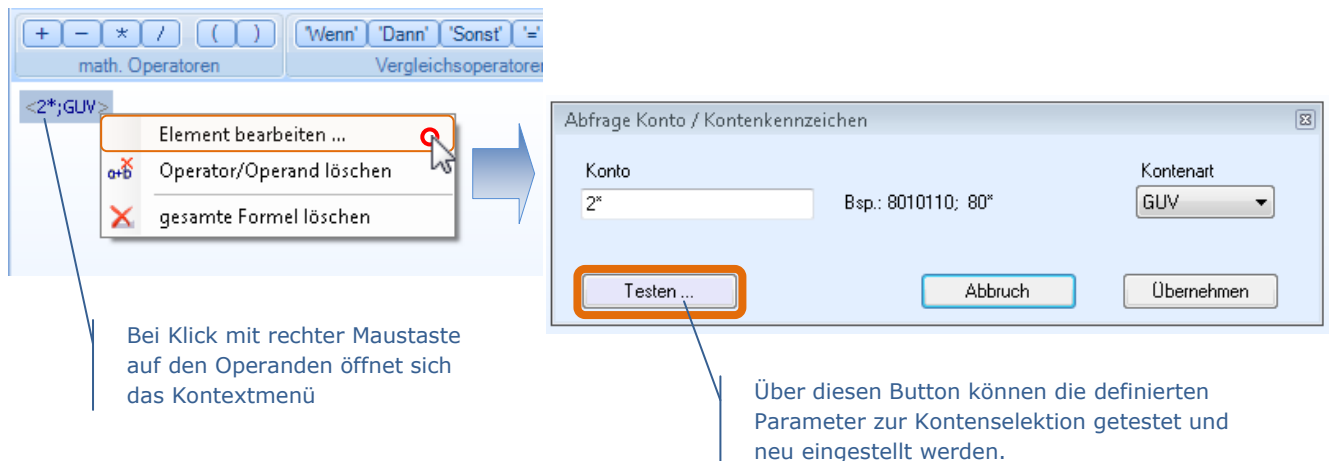 + - * / ( ) 'Wenn' 'Dann' 'Sonst' '='
math. Operatoren Vergleichsoperatoren
<2*;GUV>
Element bearbeiten ...
a+b Operator/Operand löschen
gesamte Formel löschen
Bei Klick mit rechter Maustaste
auf den Operanden öffnet sich
das Kontextmenü
Abfrage Konto / Kontenkennzeichen
Konto Kontenart
2* Bsp.: 8010110; 80* GUV
Testen ... Abbruch Übernehmen
Über diesen Button können die definierten
Parameter zur Kontenselektion getestet und
neu eingestellt werden.